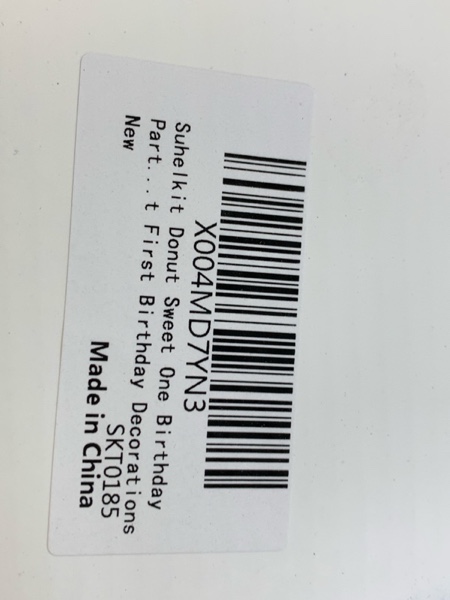 X004MD7YN3
Suhelkit Donut Sweet One Birthday
Part...t First Birthday Decorations
New
SKT0185
Made in China